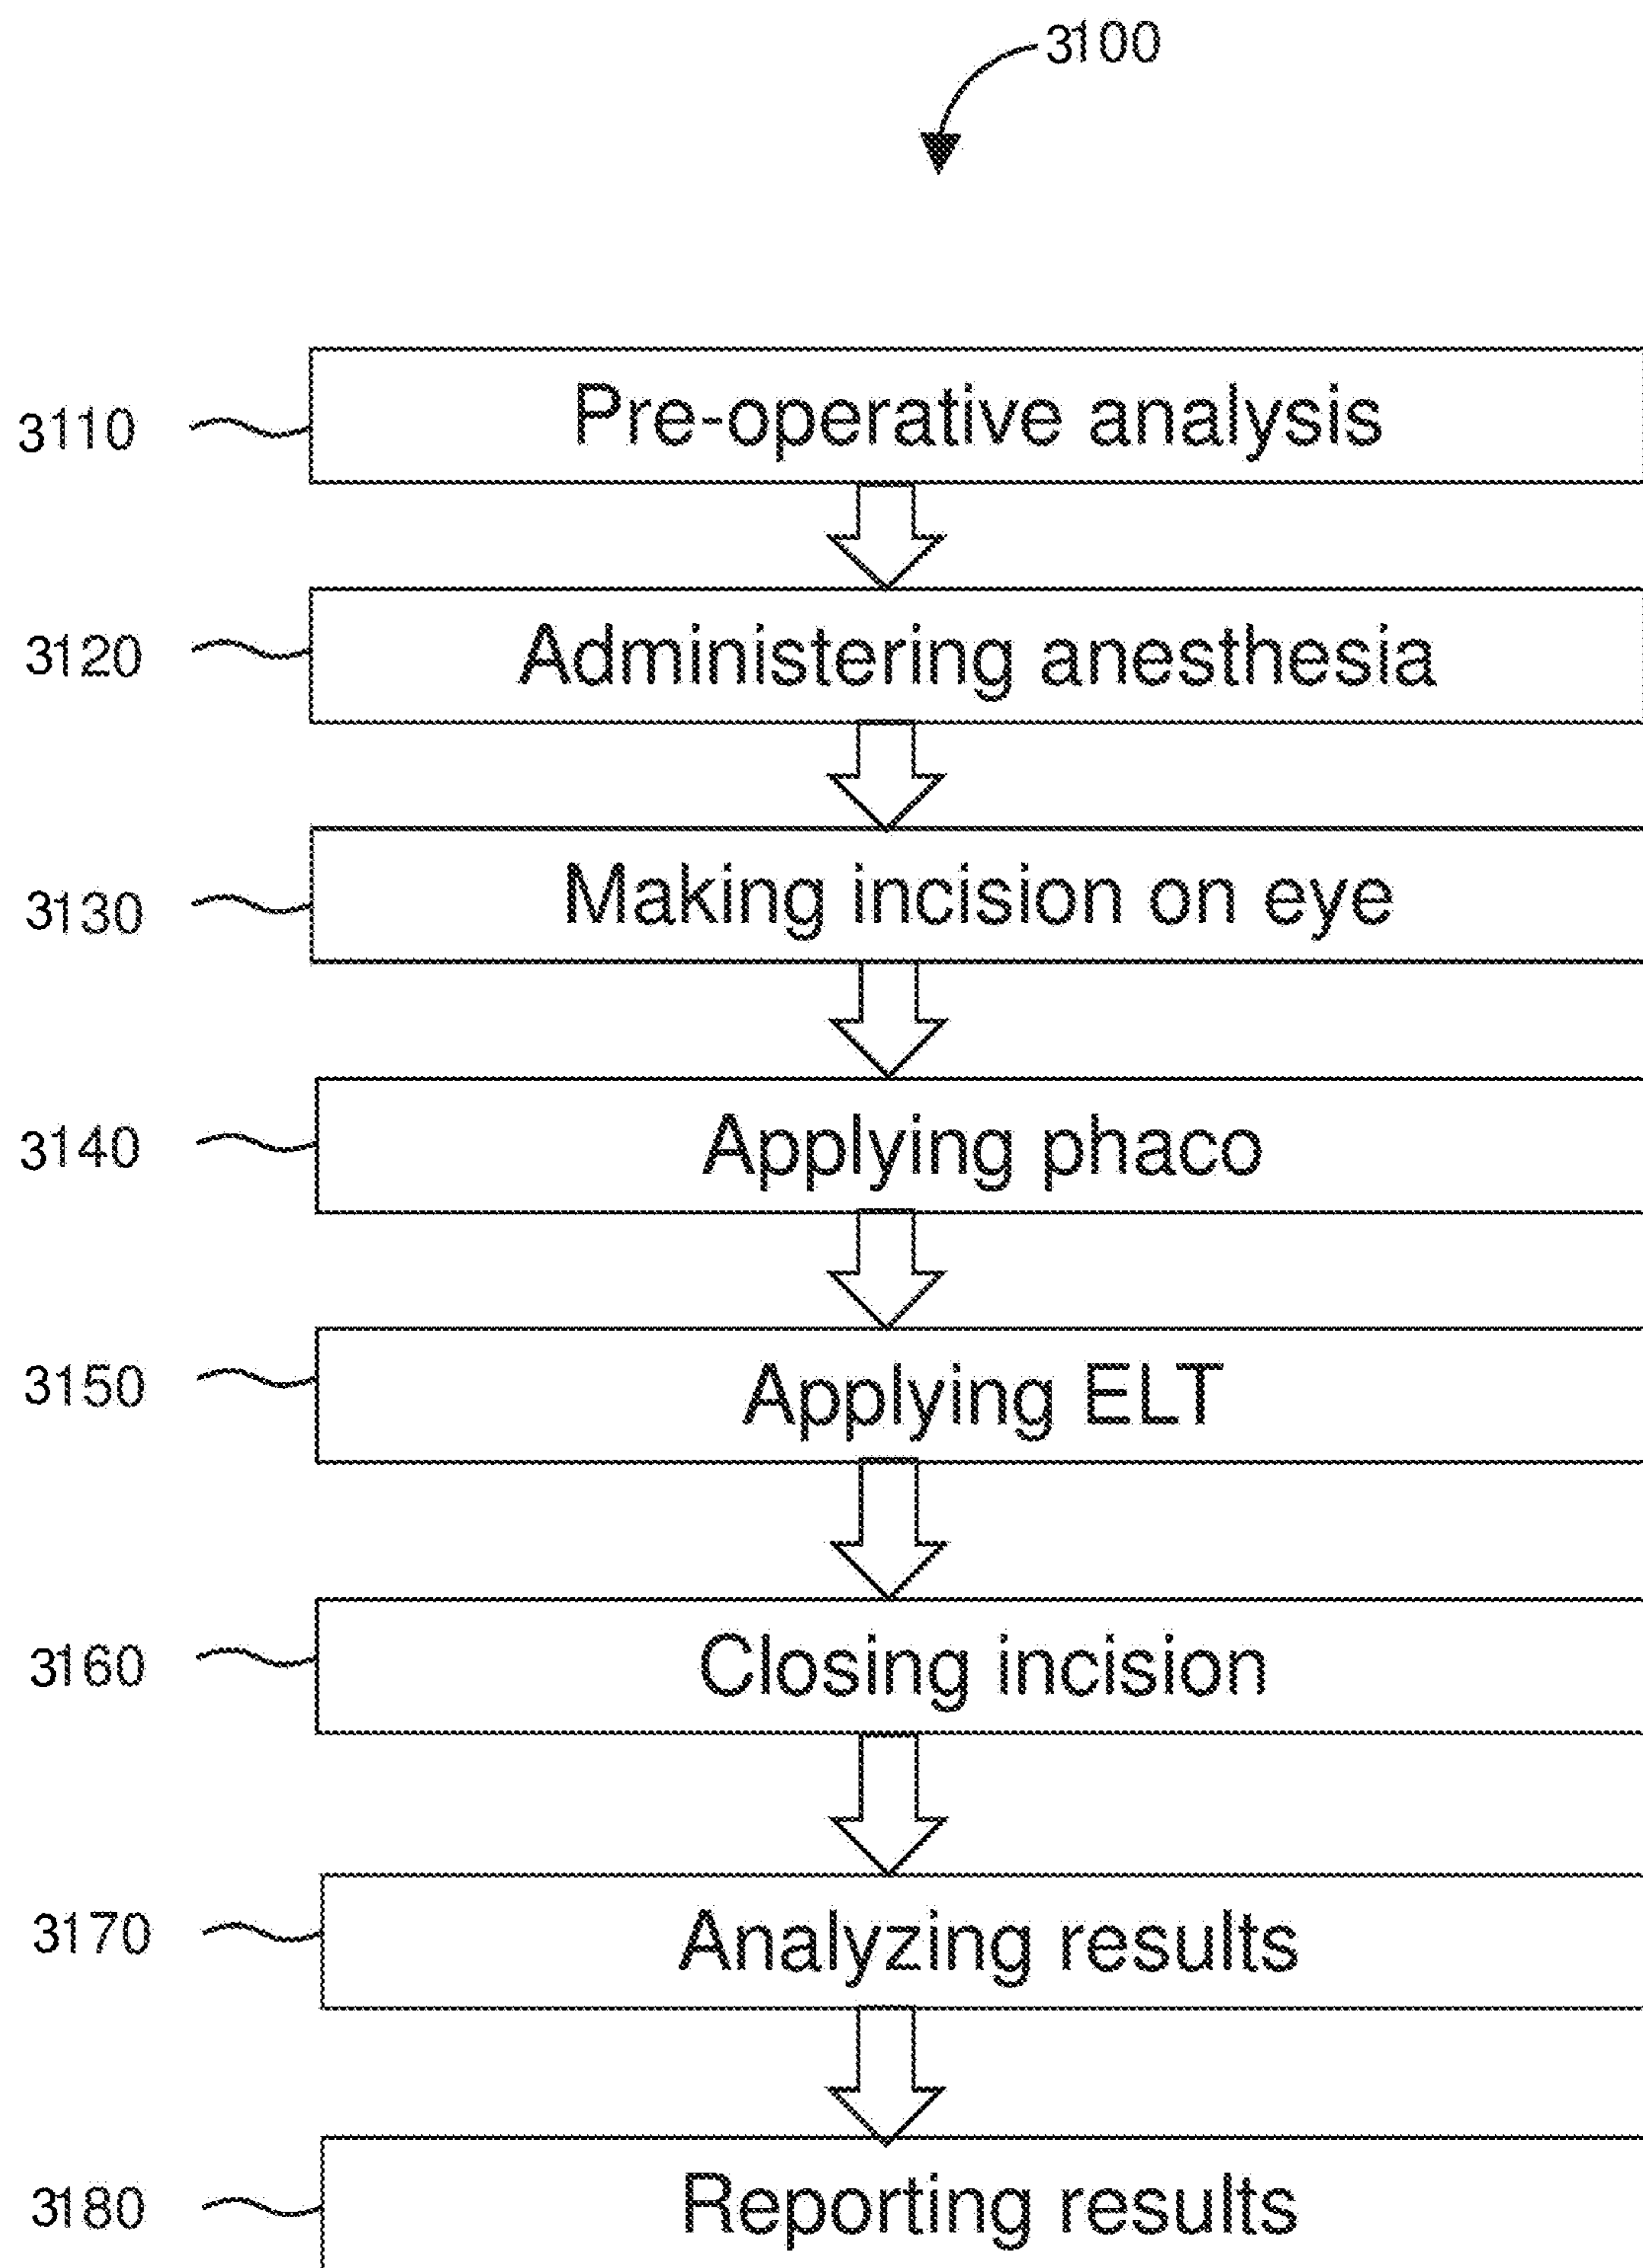 3100
3110 Pre-operative analysis
3120 Administering anesthesia
3130 Making incision on eye
3140 Applying phaco
3150 Applying ELT
3160 Closing incision
3170 Analyzing results
3180 Reporting results